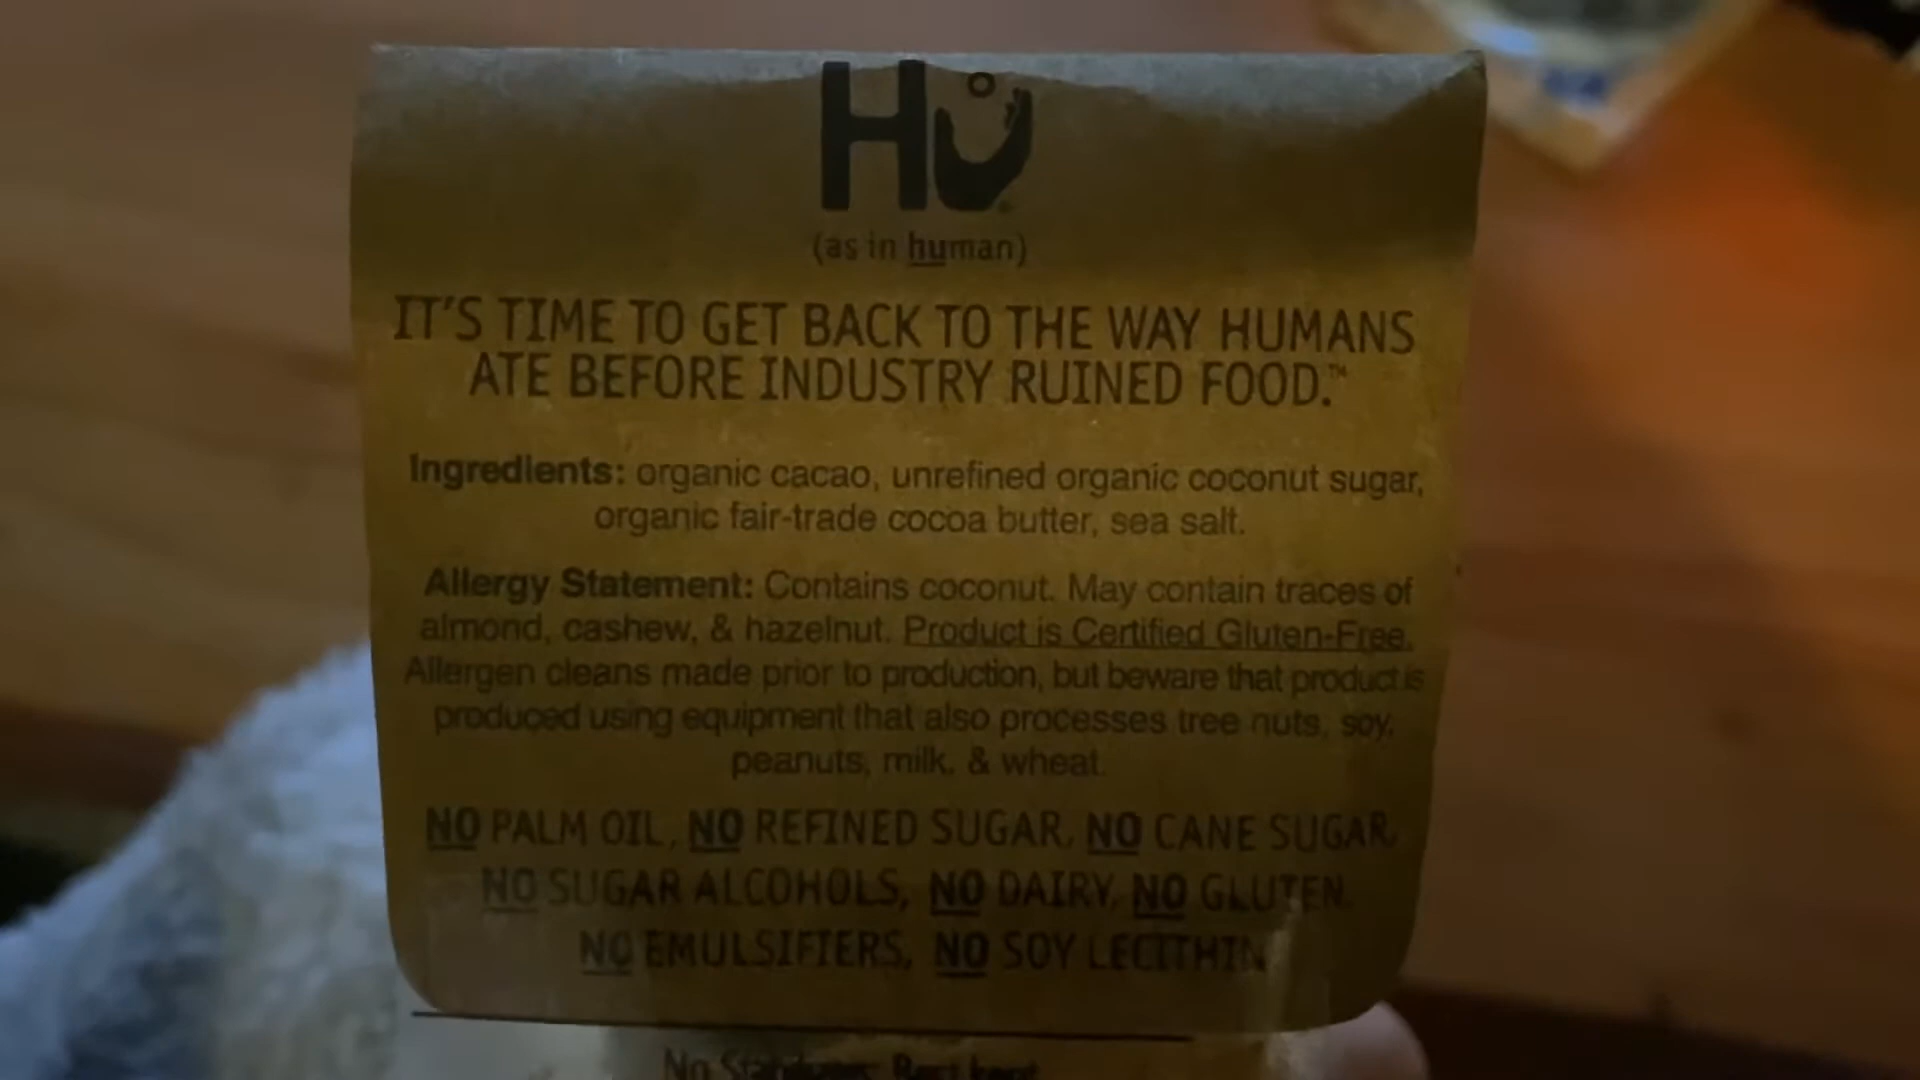 Hu
(as in human)
IT'S TIME TO GET BACK TO THE WAY HUMANS
ATE BEFORE INDUSTRY RUINED FOOD.™
Ingredients: organic cacao, unrefined organic coconut sugar,
organic fair-trade cocoa butter, sea salt.
Allergy Statement: Contains coconut. May contain traces of
almond, cashew, & hazelnut. Product is Certified Gluten-Free.
Allergen cleans made prior to production, but beware that product is
produced using equipment that also processes tree nuts, soy,
peanuts, milk, & wheat.
NO PALM OIL, NO REFINED SUGAR, NO CANE SUGAR,
NO SUGAR ALCOHOLS, NO DAIRY, NO GLUTEN,
NO EMULSIFIERS, NO SOY LECITHIN
No Best kept